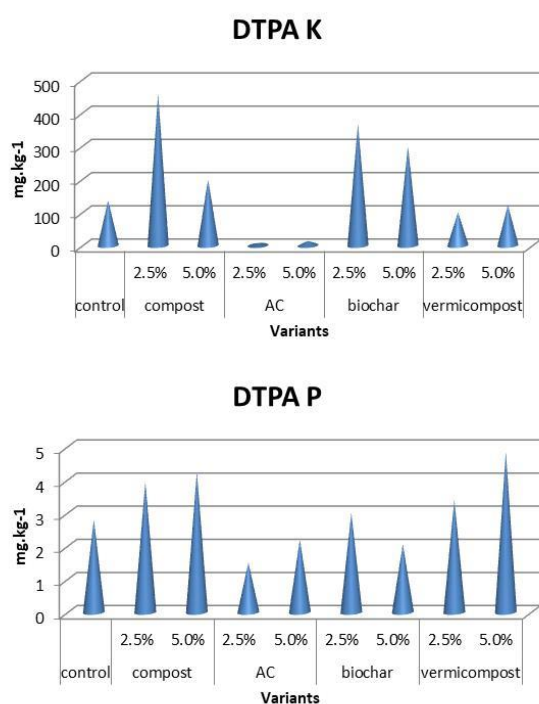 DTPA K
500
400
300
200
100
0
mg.kg-1
2.5% 5.0% 2.5% 5.0% 2.5% 5.0% 2.5% 5.0%
control compost AC biochar vermicompost
Variants
DTPA P
5
4
3
2
1
0
mg.kg-1
2.5% 5.0% 2.5% 5.0% 2.5% 5.0% 2.5% 5.0%
control compost AC biochar vermicompost
Variants